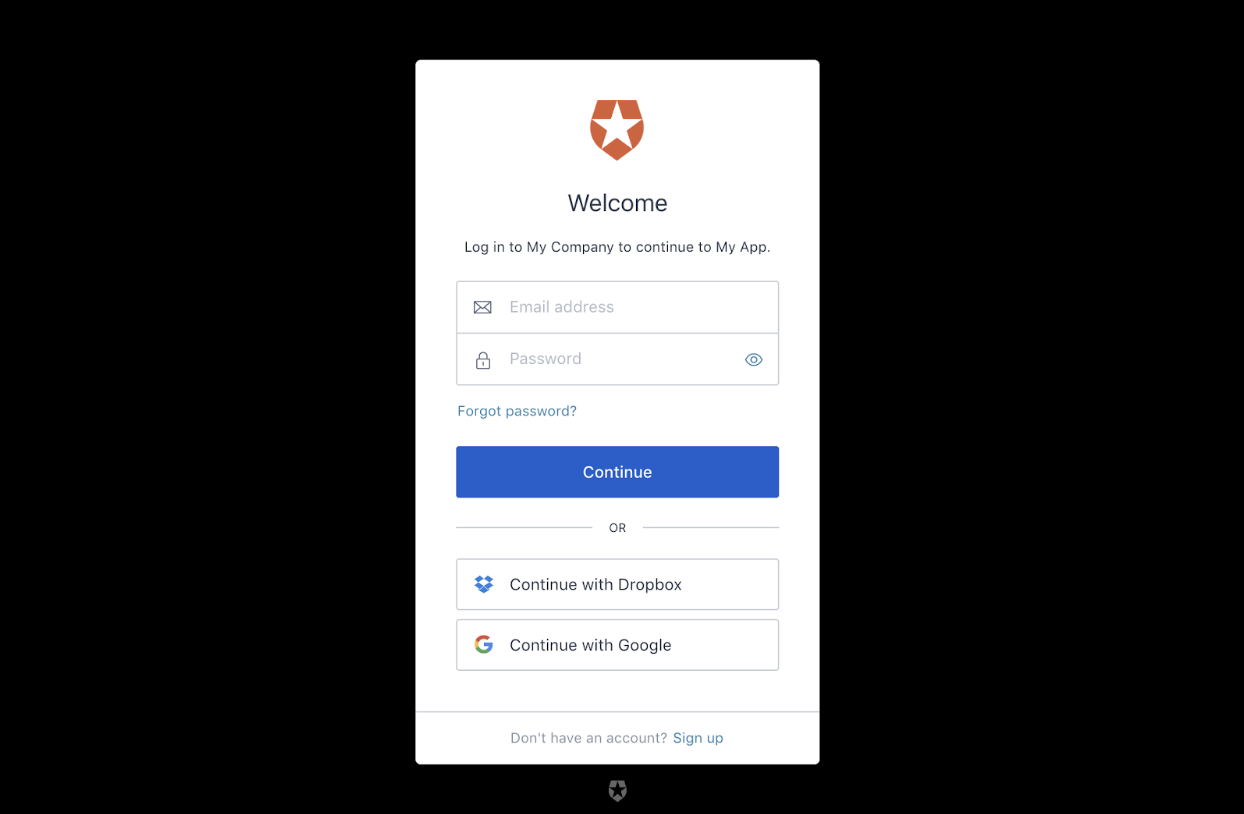 Welcome
Log in to My Company to continue to My App.
Email address
Password
Forgot password?
Continue
OR
Continue with Dropbox
Continue with Google
Don't have an account? Sign up